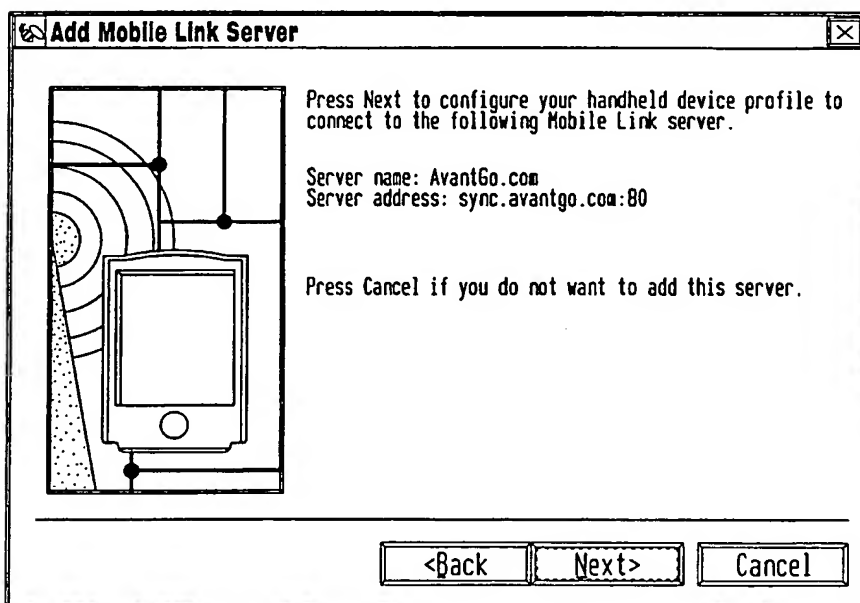 Add Mobile Link Server
Press Next to configure your handheld device profile to
connect to the following Mobile Link server.
Server name: AvantGo.com
Server address: sync.avantgo.com:80
Press Cancel if you do not want to add this server.
<Back Next> Cancel